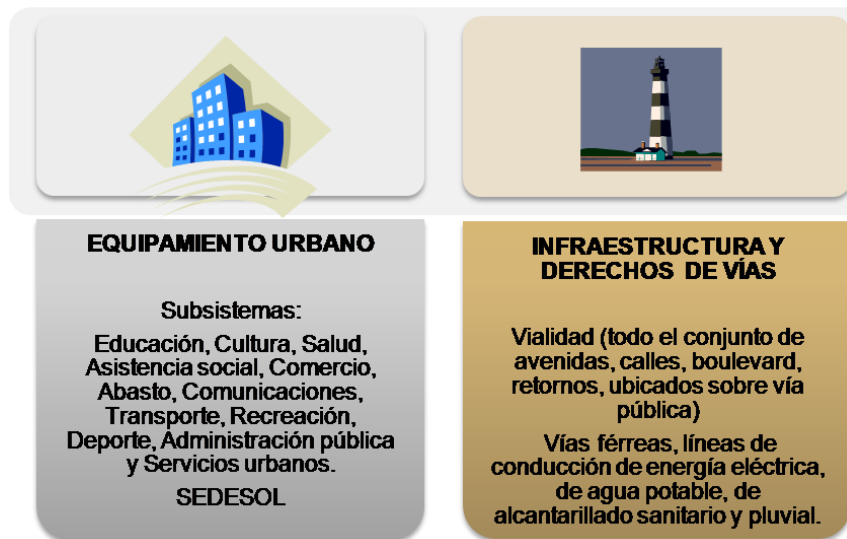 EQUIPAMIENTO URBANO
Subsistemas:
Educación, Cultura, Salud,
Asistencia social, Comercio,
Abasto, Comunicaciones,
Transporte, Recreación,
Deporte, Administración pública
y Servicios urbanos.
SEDESOL
INFRAESTRUCTURA Y
DERECHOS DE VÍAS
Vialidad (todo el conjunto de
avenidas, calles, boulevard,
retornos, ubicados sobre vía
pública)
Vías férreas, líneas de
conducción de energía eléctrica,
de agua potable, de
alcantarillado sanitario y pluvial.